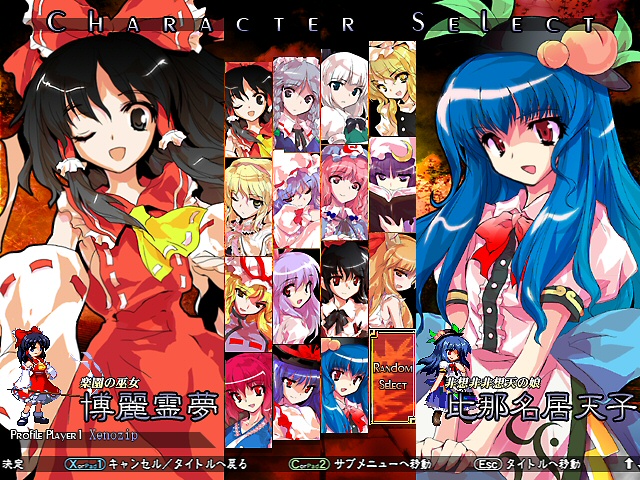 Character Select
Random
Select
楽園の巫女
博麗霊夢
Profile Player1 Xenozip
非想非非想天の娘
比那名居天子
決定
XorPad1 キャンセル／タイトルへ戻る
CorPad2 サブメニューへ移動
Esc タイトルへ移動